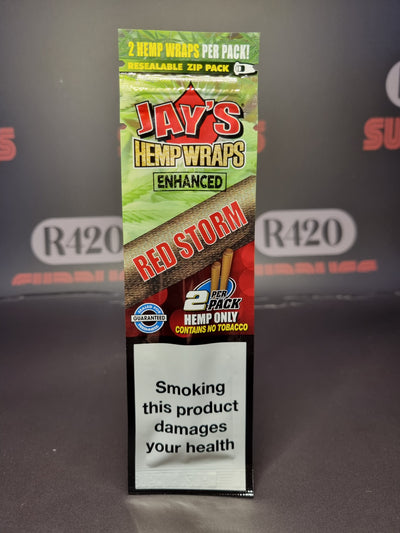 2 HEMP WRAPS PER PACK!
RESEALABLE ZIP PACK
JAY'S
HEMP WRAPS
ENHANCED
RED STORM
2 PER PACK
HEMP ONLY
CONTAINS NO TOBACCO
GUARANTEED
Smoking
this product
damages
your health
R420
R420